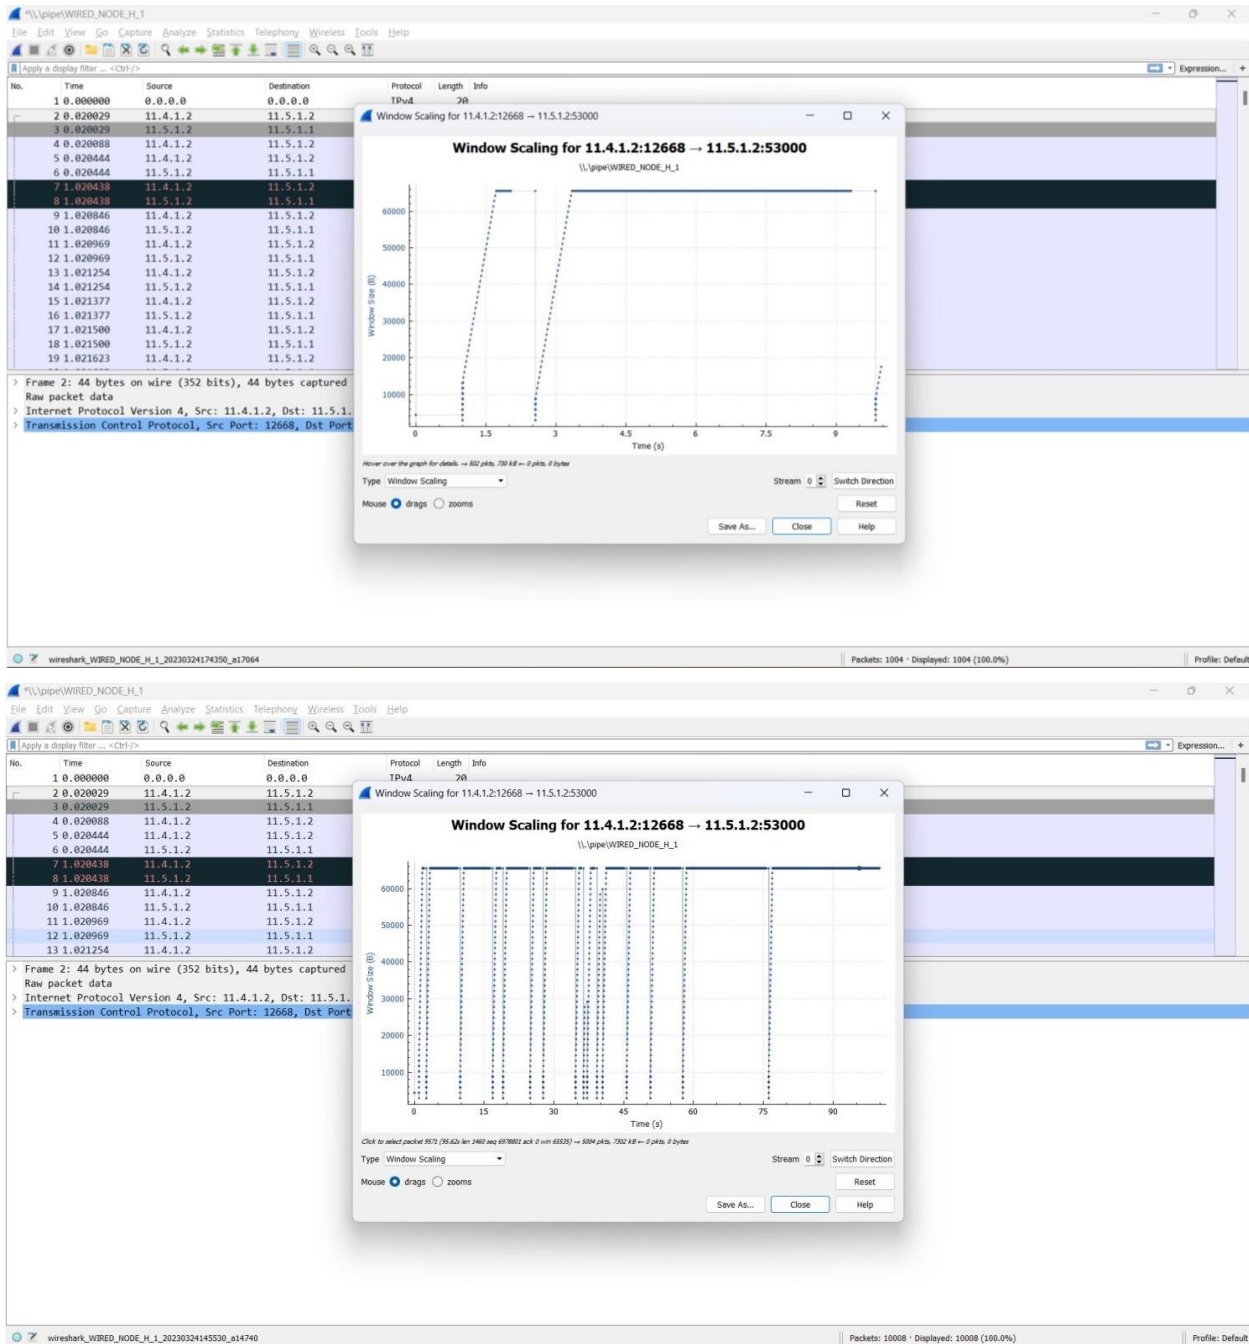 *\\.\pipe\WIRED_NODE_H_1
File Edit View Go Capture Analyze Statistics Telephony Wireless Tools Help
Apply a display filter ... <Ctrl-/> Expression... +
No. Time Source Destination Protocol Length Info
1 0.000000 0.0.0.0 0.0.0.0 IPv4 20
2 0.020029 11.4.1.2 11.5.1.2
3 0.020029 11.5.1.2 11.5.1.1
4 0.020088 11.4.1.2 11.5.1.2
5 0.020444 11.4.1.2 11.5.1.2
6 0.020444 11.5.1.2 11.5.1.1
7 1.020438 11.4.1.2 11.5.1.2
8 1.020438 11.5.1.2 11.5.1.1
9 1.020846 11.4.1.2 11.5.1.2
10 1.020846 11.5.1.2 11.5.1.1
11 1.020969 11.4.1.2 11.5.1.2
12 1.020969 11.5.1.2 11.5.1.1
13 1.021254 11.4.1.2 11.5.1.2
14 1.021254 11.5.1.2 11.5.1.1
15 1.021377 11.4.1.2 11.5.1.2
16 1.021377 11.5.1.2 11.5.1.1
17 1.021500 11.4.1.2 11.5.1.2
18 1.021500 11.5.1.2 11.5.1.1
19 1.021623 11.4.1.2 11.5.1.2
Frame 2: 44 bytes on wire (352 bits), 44 bytes captured
Raw packet data
Internet Protocol Version 4, Src: 11.4.1.2, Dst: 11.5.1.
Transmission Control Protocol, Src Port: 12668, Dst Port
Window Scaling for 11.4.1.2:12668 → 11.5.1.2:53000
Window Scaling for 11.4.1.2:12668 → 11.5.1.2:53000
\\.\pipe\WIRED_NODE_H_1
60000
50000
40000
30000
20000
10000
Window Size (B)
0 1.5 3 4.5 6 7.5 9
Time (s)
Hover over the graph for details. → 502 pkts, 730 kB ← 0 pkts, 0 bytes
Type Window Scaling Stream 0 Switch Direction
Mouse drags zooms Reset
Save As... Close Help
wireshark_WIRED_NODE_H_1_20230324174350_a17064 Packets: 1004 · Displayed: 1004 (100.0%) Profile: Default
*\\.\pipe\WIRED_NODE_H_1
File Edit View Go Capture Analyze Statistics Telephony Wireless Tools Help
Apply a display filter ... <Ctrl-/> Expression... +
No. Time Source Destination Protocol Length Info
1 0.000000 0.0.0.0 0.0.0.0 IPv4 20
2 0.020029 11.4.1.2 11.5.1.2
3 0.020029 11.5.1.2 11.5.1.1
4 0.020088 11.4.1.2 11.5.1.2
5 0.020444 11.4.1.2 11.5.1.2
6 0.020444 11.5.1.2 11.5.1.1
7 1.020438 11.4.1.2 11.5.1.2
8 1.020438 11.5.1.2 11.5.1.1
9 1.020846 11.4.1.2 11.5.1.2
10 1.020846 11.5.1.2 11.5.1.1
11 1.020969 11.4.1.2 11.5.1.2
12 1.020969 11.5.1.2 11.5.1.1
13 1.021254 11.4.1.2 11.5.1.2
Frame 2: 44 bytes on wire (352 bits), 44 bytes captured
Raw packet data
Internet Protocol Version 4, Src: 11.4.1.2, Dst: 11.5.1.
Transmission Control Protocol, Src Port: 12668, Dst Port
Window Scaling for 11.4.1.2:12668 → 11.5.1.2:53000
Window Scaling for 11.4.1.2:12668 → 11.5.1.2:53000
\\.\pipe\WIRED_NODE_H_1
60000
50000
40000
30000
20000
10000
Window Size (B)
0 15 30 45 60 75 90
Time (s)
Click to select packet 9571 (95.62s len 1460 seq 6978801 ack 0 win 65535) → 5004 pkts, 7302 kB ← 0 pkts, 0 bytes
Type Window Scaling Stream 0 Switch Direction
Mouse drags zooms Reset
Save As... Close Help
wireshark_WIRED_NODE_H_1_20230324145530_a14740 Packets: 10008 · Displayed: 10008 (100.0%) Profile: Default